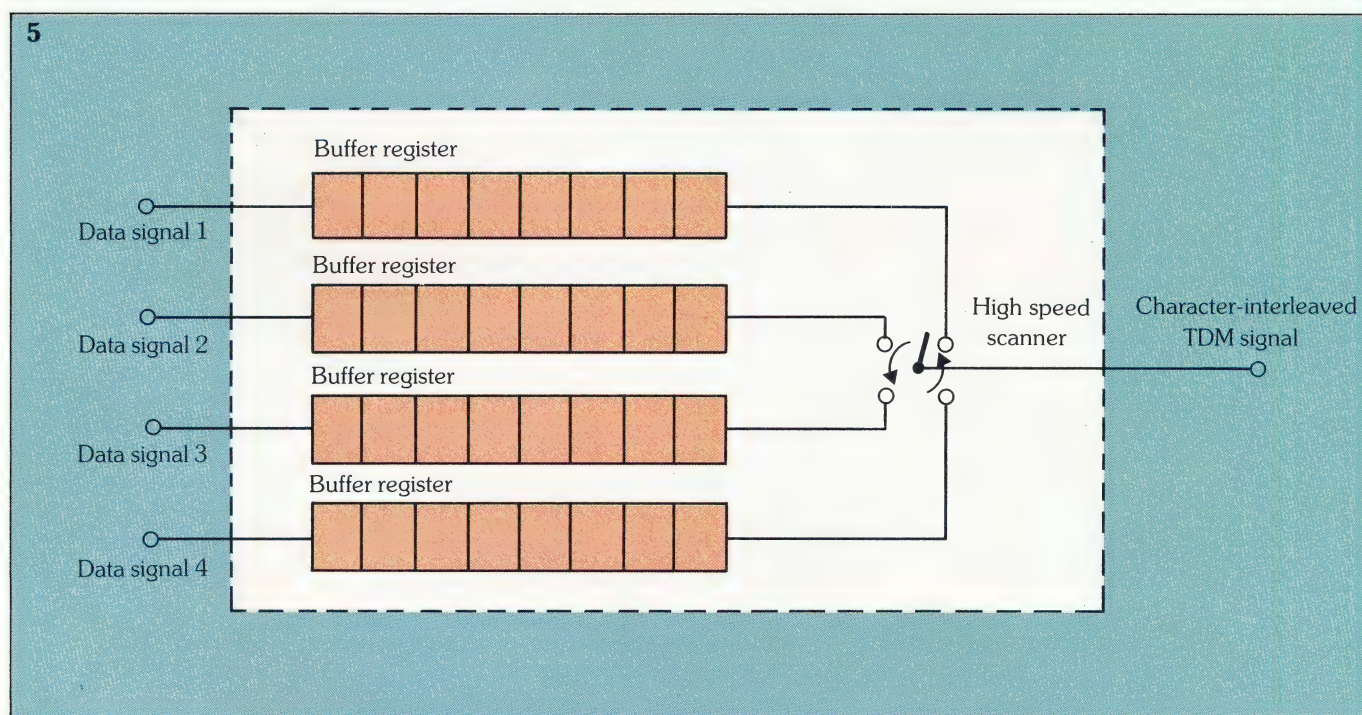 5
Buffer register
Data signal 1
Buffer register
Data signal 2
High speed
scanner
Character-interleaved
TDM signal
Buffer register
Data signal 3
Buffer register
Data signal 4